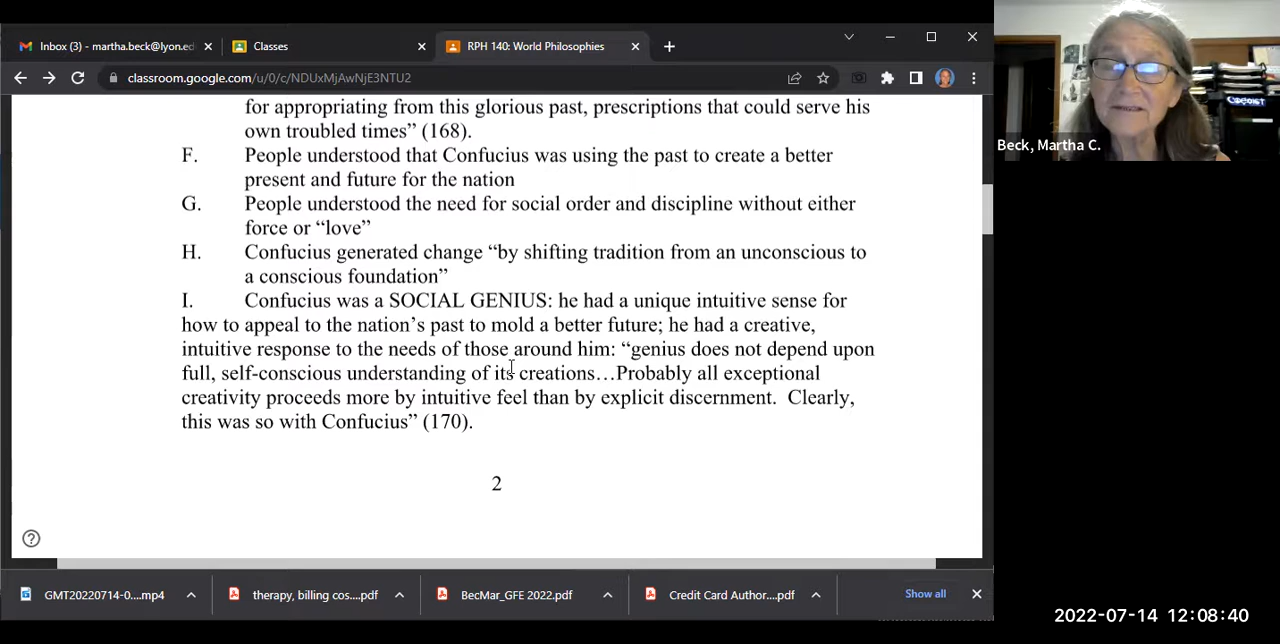 Inbox (3) - martha.beck@lyon.ed
Classes
RPH 140: World Philosophies
classroom.google.com/u/0/c/NDUxMjAwNjE3NTU2
for appropriating from this glorious past, prescriptions that could serve his
own troubled times” (168).
F. People understood that Confucius was using the past to create a better
present and future for the nation
G. People understood the need for social order and discipline without either
force or “love”
H. Confucius generated change “by shifting tradition from an unconscious to
a conscious foundation”
I. Confucius was a SOCIAL GENIUS: he had a unique intuitive sense for
how to appeal to the nation’s past to mold a better future; he had a creative,
intuitive response to the needs of those around him: “genius does not depend upon
full, self-conscious understanding of its creations…Probably all exceptional
creativity proceeds more by intuitive feel than by explicit discernment. Clearly,
this was so with Confucius” (170).
2
GMT20220714-0....mp4
therapy, billing cos....pdf
BecMar_GFE 2022.pdf
Credit Card Author....pdf
Show all
Beck, Martha C.
COEXIST
2022-07-14 12:08:40